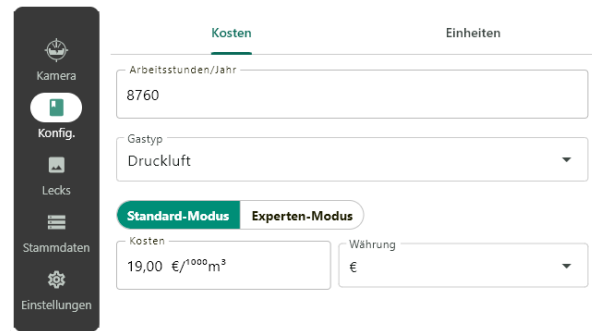 Kosten
Einheiten
Kamera
Konfig.
Lecks
Stammdaten
Einstellungen
Arbeitsstunden/Jahr
8760
Gastyp
Druckluft
Standard-Modus
Experten-Modus
Kosten
19,00 €/¹⁰⁰⁰m³
Währung
€